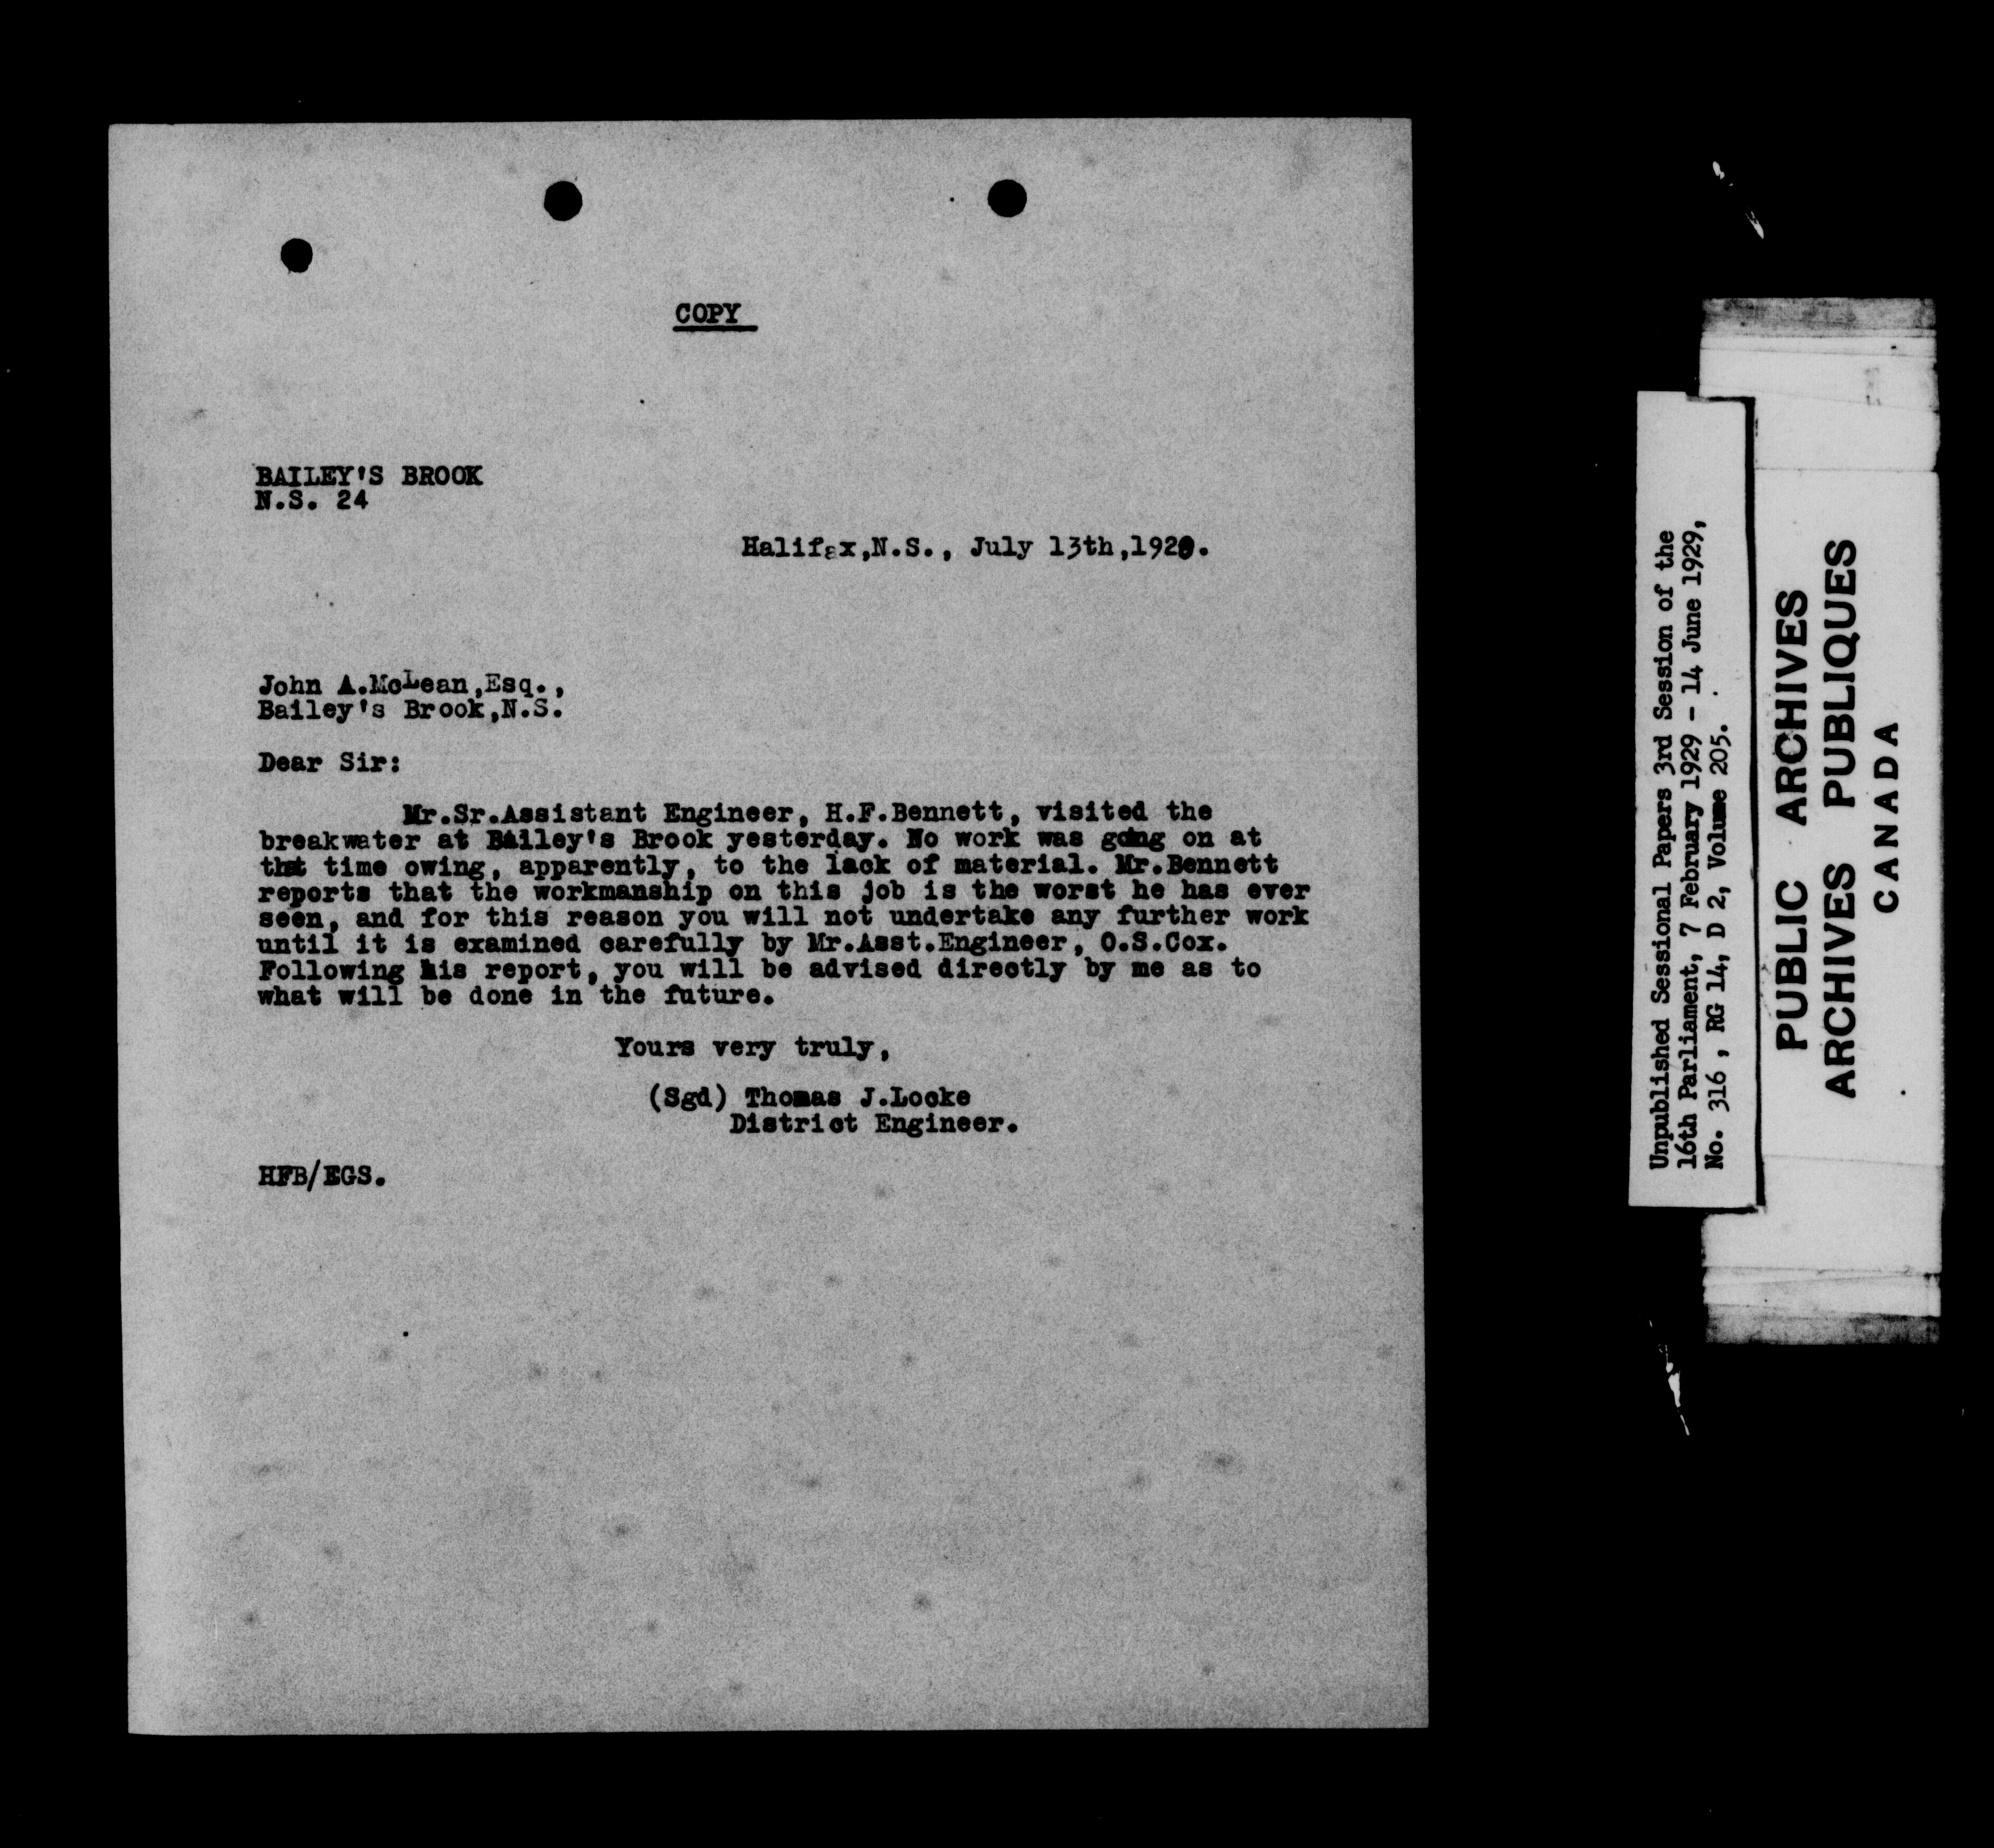 COPY
BAILEY'S BROOK
N.S. 24
Halifax,N.S., July 13th,1920.
John A.McLean,Esq.,
Bailey's Brook,N.S.
Dear Sir:
Mr.Sr.Assistant Engineer, H.F.Bennett, visited the
breakwater at Bailey's Brook yesterday. No work was going on at
that time owing, apparently, to the lack of material. Mr.Bennett
reports that the workmanship on this job is the worst he has ever
seen, and for this reason you will not undertake any further work
until it is examined carefully by Mr.Asst.Engineer, O.S.Cox.
Following his report, you will be advised directly by me as to
what will be done in the future.
Yours very truly,
(Sgd) Thomas J.Locke
District Engineer.
HFB/EGS.
Unpublished Sessional Papers 3rd Session of the
16th Parliament, 7 February 1929 - 14 June 1929,
No. 316 , RG 14, D 2, Volume 205.
PUBLIC ARCHIVES
ARCHIVES PUBLIQUES
CANADA